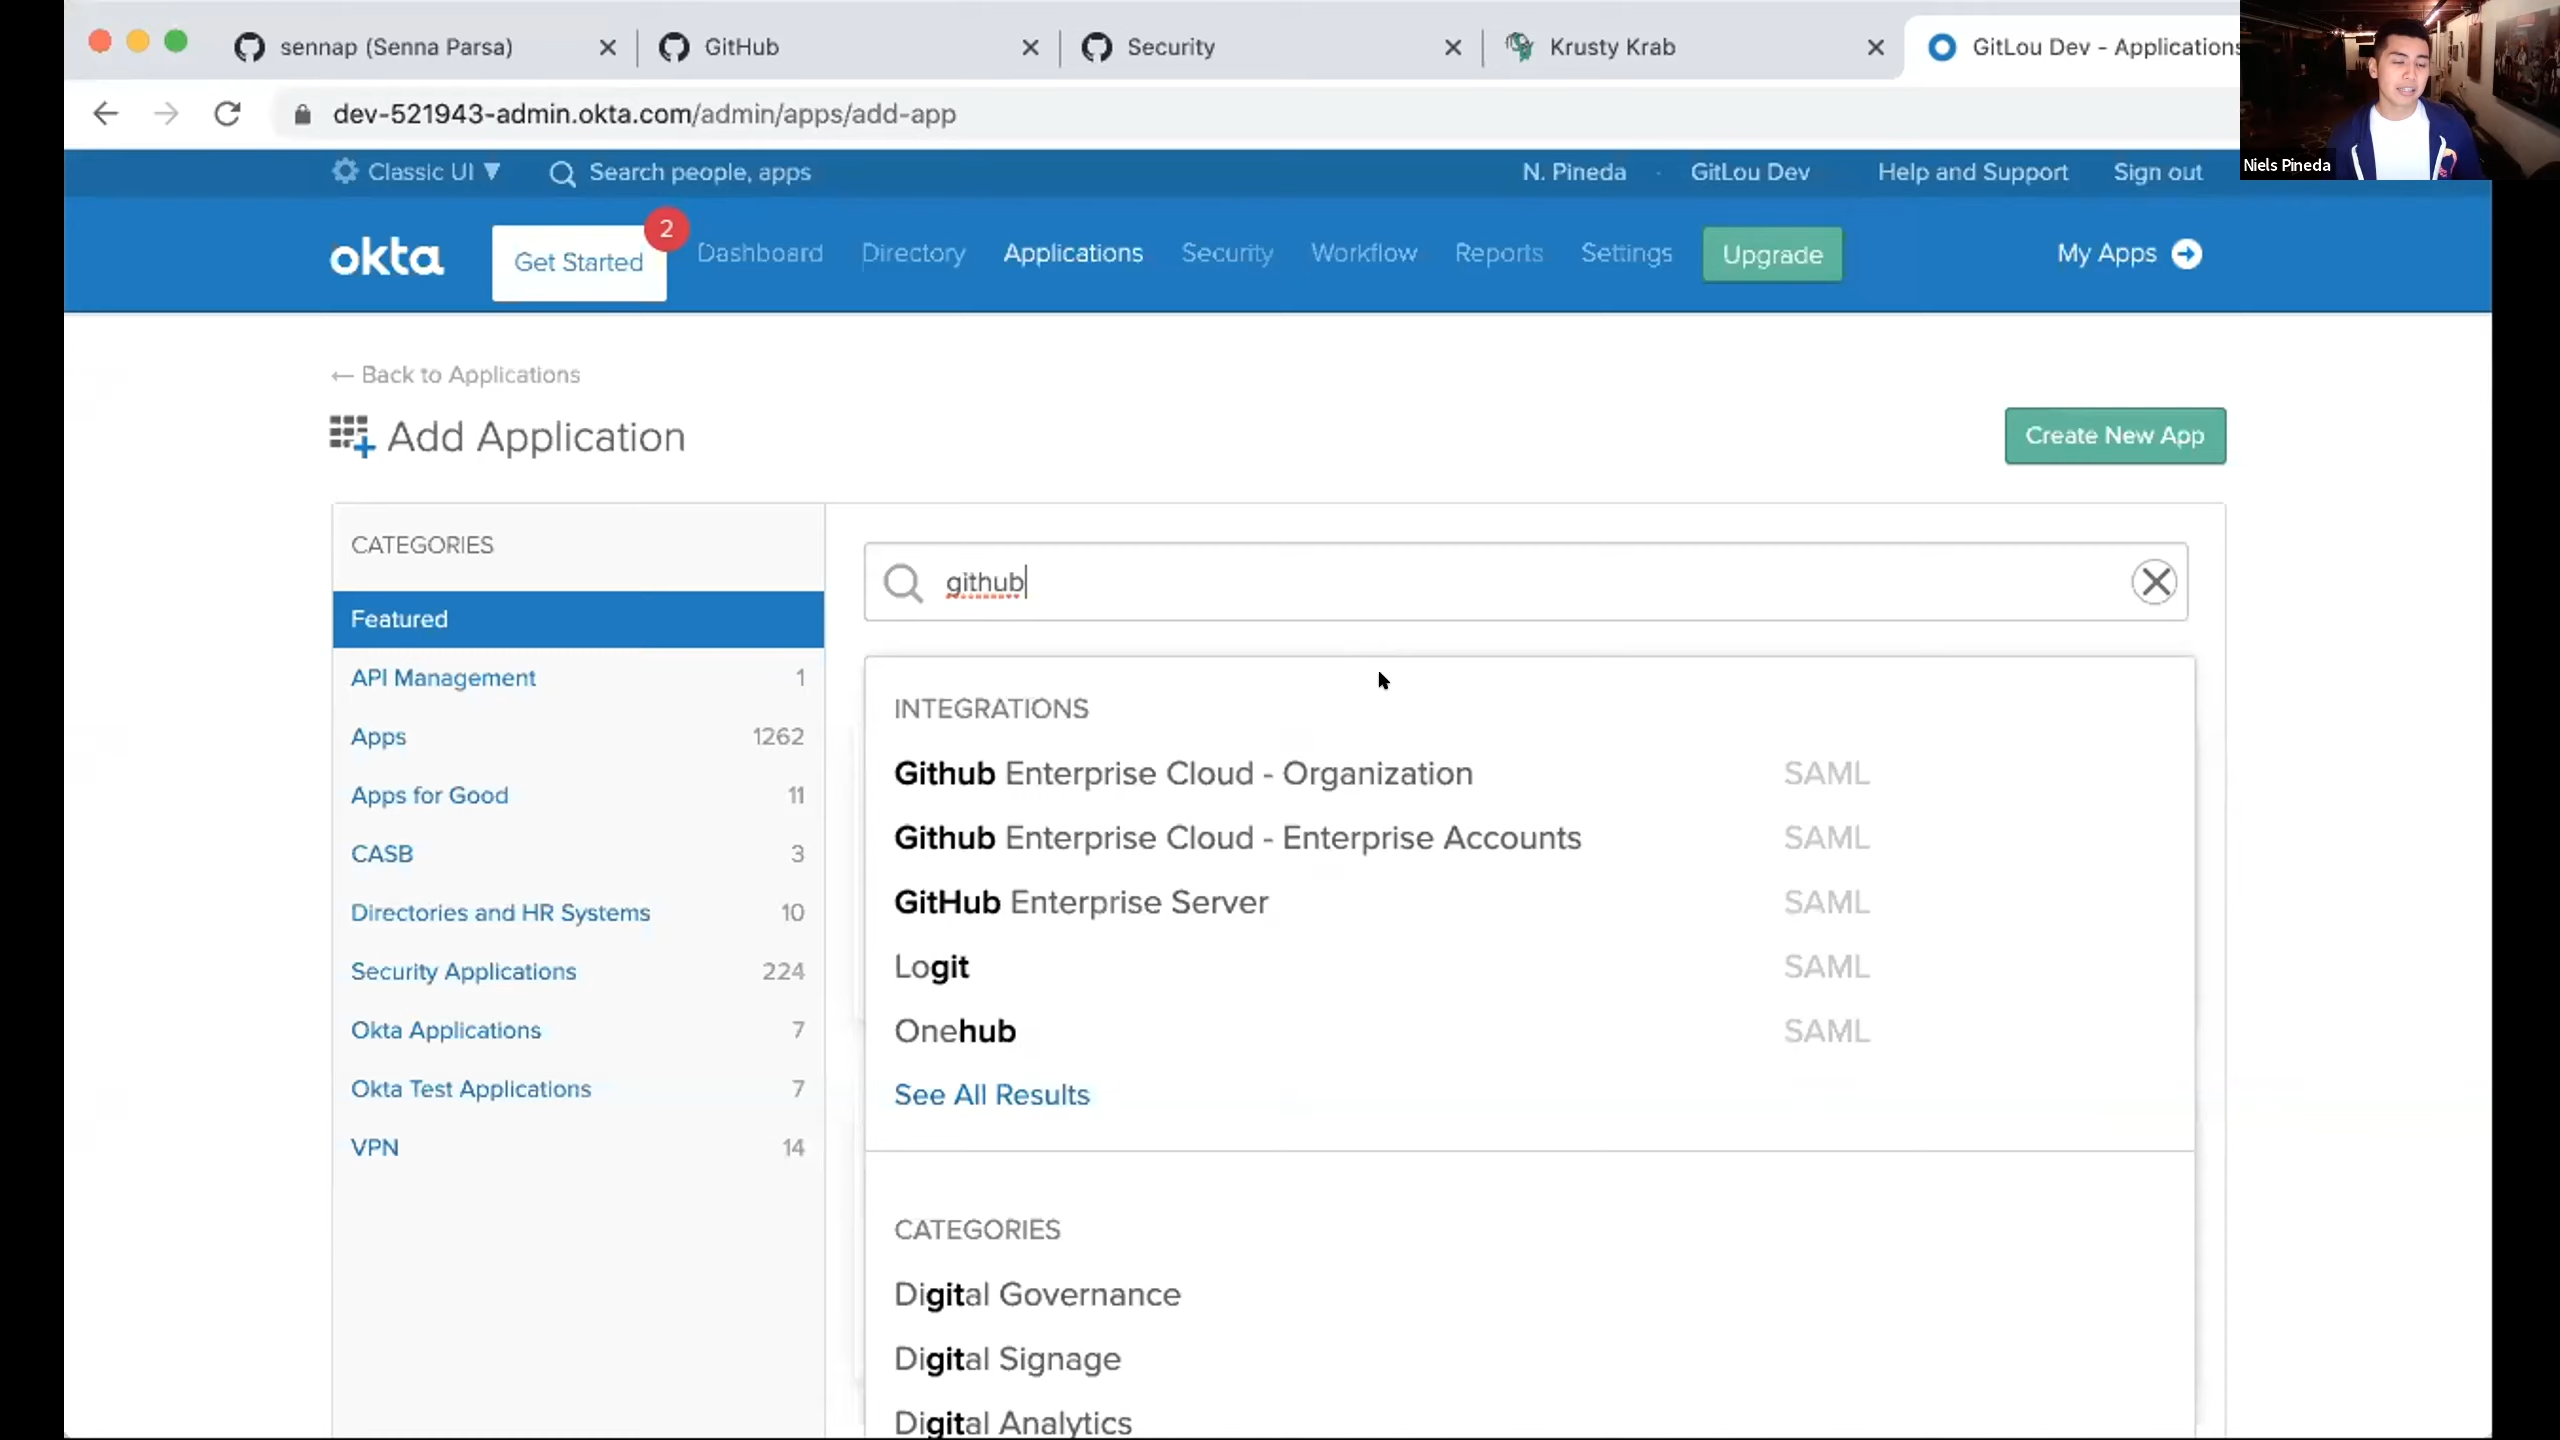 sennap (Senna Parsa)
GitHub
Security
Krusty Krab
GitLou Dev - Applications
Niels Pineda
dev-521943-admin.okta.com/admin/apps/add-app
Classic UI ▼
Search people, apps
N. Pineda · GitLou Dev
Help and Support
Sign out
okta
Get Started
2
Dashboard
Directory
Applications
Security
Workflow
Reports
Settings
Upgrade
My Apps
← Back to Applications
Add Application
Create New App
CATEGORIES
Featured
API Management 1
Apps 1262
Apps for Good 11
CASB 3
Directories and HR Systems 10
Security Applications 224
Okta Applications 7
Okta Test Applications 7
VPN 14
github
INTEGRATIONS
Github Enterprise Cloud - Organization SAML
Github Enterprise Cloud - Enterprise Accounts SAML
GitHub Enterprise Server SAML
Logit SAML
Onehub SAML
See All Results
CATEGORIES
Digital Governance
Digital Signage
Digital Analytics